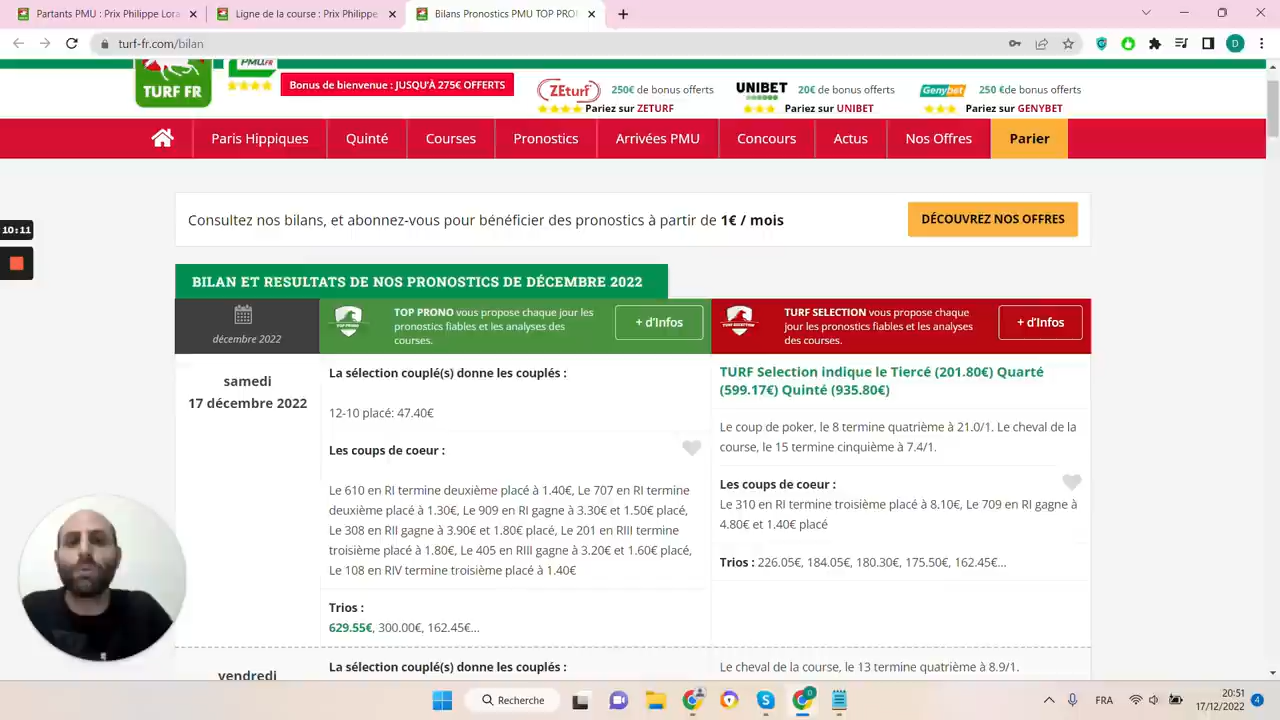 Partants PMU : Prix Philippe Lora
Ligne de la course : Prix Philippe
Bilans Pronostics PMU TOP PRO
turf-fr.com/bilan
D
TURF FR
PMU.FR
Bonus de bienvenue : JUSQU'À 275€ OFFERTS
ZEturf
250€ de bonus offerts
Pariez sur ZETURF
UNIBET
20€ de bonus offerts
Pariez sur UNIBET
Genybet
250 €de bonus offerts
Pariez sur GENYBET
Paris Hippiques
Quinté
Courses
Pronostics
Arrivées PMU
Concours
Actus
Nos Offres
Parier
Consultez nos bilans, et abonnez-vous pour bénéficier des pronostics à partir de 1€ / mois
DÉCOUVREZ NOS OFFRES
10:11
BILAN ET RESULTATS DE NOS PRONOSTICS DE DÉCEMBRE 2022
décembre 2022
TOP PRONO
TOP PRONO vous propose chaque jour les
pronostics fiables et les analyses des
courses.
+ d'Infos
TURF SELECTION
TURF SELECTION vous propose chaque
jour les pronostics fiables et les analyses
des courses.
+ d'Infos
samedi
17 décembre 2022
La sélection couplé(s) donne les couplés :
12-10 placé: 47.40€
Les coups de coeur :
Le 610 en RI termine deuxième placé à 1.40€, Le 707 en RI termine
deuxième placé à 1.30€, Le 909 en RI gagne à 3.30€ et 1.50€ placé,
Le 308 en RII gagne à 3.90€ et 1.80€ placé, Le 201 en RIII termine
troisième placé à 1.80€, Le 405 en RIII gagne à 3.20€ et 1.60€ placé,
Le 108 en RIV termine troisième placé à 1.40€
Trios :
629.55€, 300.00€, 162.45€...
TURF Selection indique le Tiercé (201.80€) Quarté
(599.17€) Quinté (935.80€)
Le coup de poker, le 8 termine quatrième à 21.0/1. Le cheval de la
course, le 15 termine cinquième à 7.4/1.
Les coups de coeur :
Le 310 en RI termine troisième placé à 8.10€, Le 709 en RI gagne à
4.80€ et 1.40€ placé
Trios : 226.05€, 184.05€, 180.30€, 175.50€, 162.45€...
vendredi
La sélection couplé(s) donne les couplés :
Le cheval de la course, le 13 termine quatrième à 8.9/1.
Recherche
FRA
20:51
17/12/2022
4